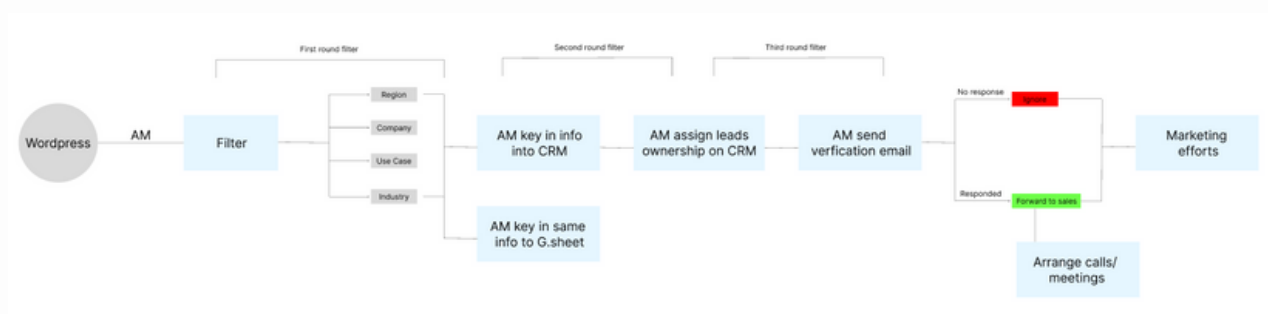 First round filter
Second round filter
Third round filter
Wordpress
AM
Filter
Region
Company
Use Case
Industry
AM key in info
into CRM
AM key in same
info to G.sheet
AM assign leads
ownership on CRM
AM send
verfication email
No response
Ignore
Responded
Forward to sales
Arrange calls/
meetings
Marketing
efforts